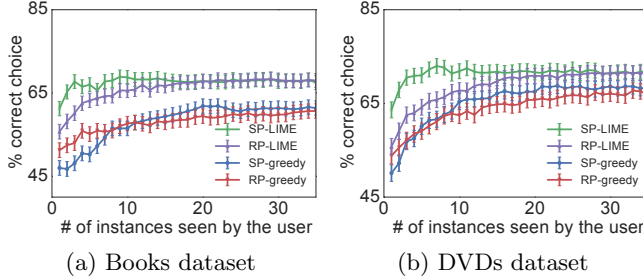 85
65
45
% correct choice
SP-LIME
RP-LIME
SP-greedy
RP-greedy
0 10 20 30
# of instances seen by the user
(a) Books dataset
85
65
45
% correct choice
SP-LIME
RP-LIME
SP-greedy
RP-greedy
0 10 20 30
# of instances seen by the user
(b) DVDs dataset